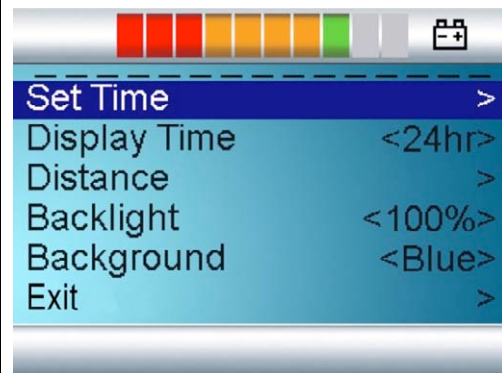 Set Time >
Display Time <24hr>
Distance >
Backlight <100%>
Background <Blue>
Exit >